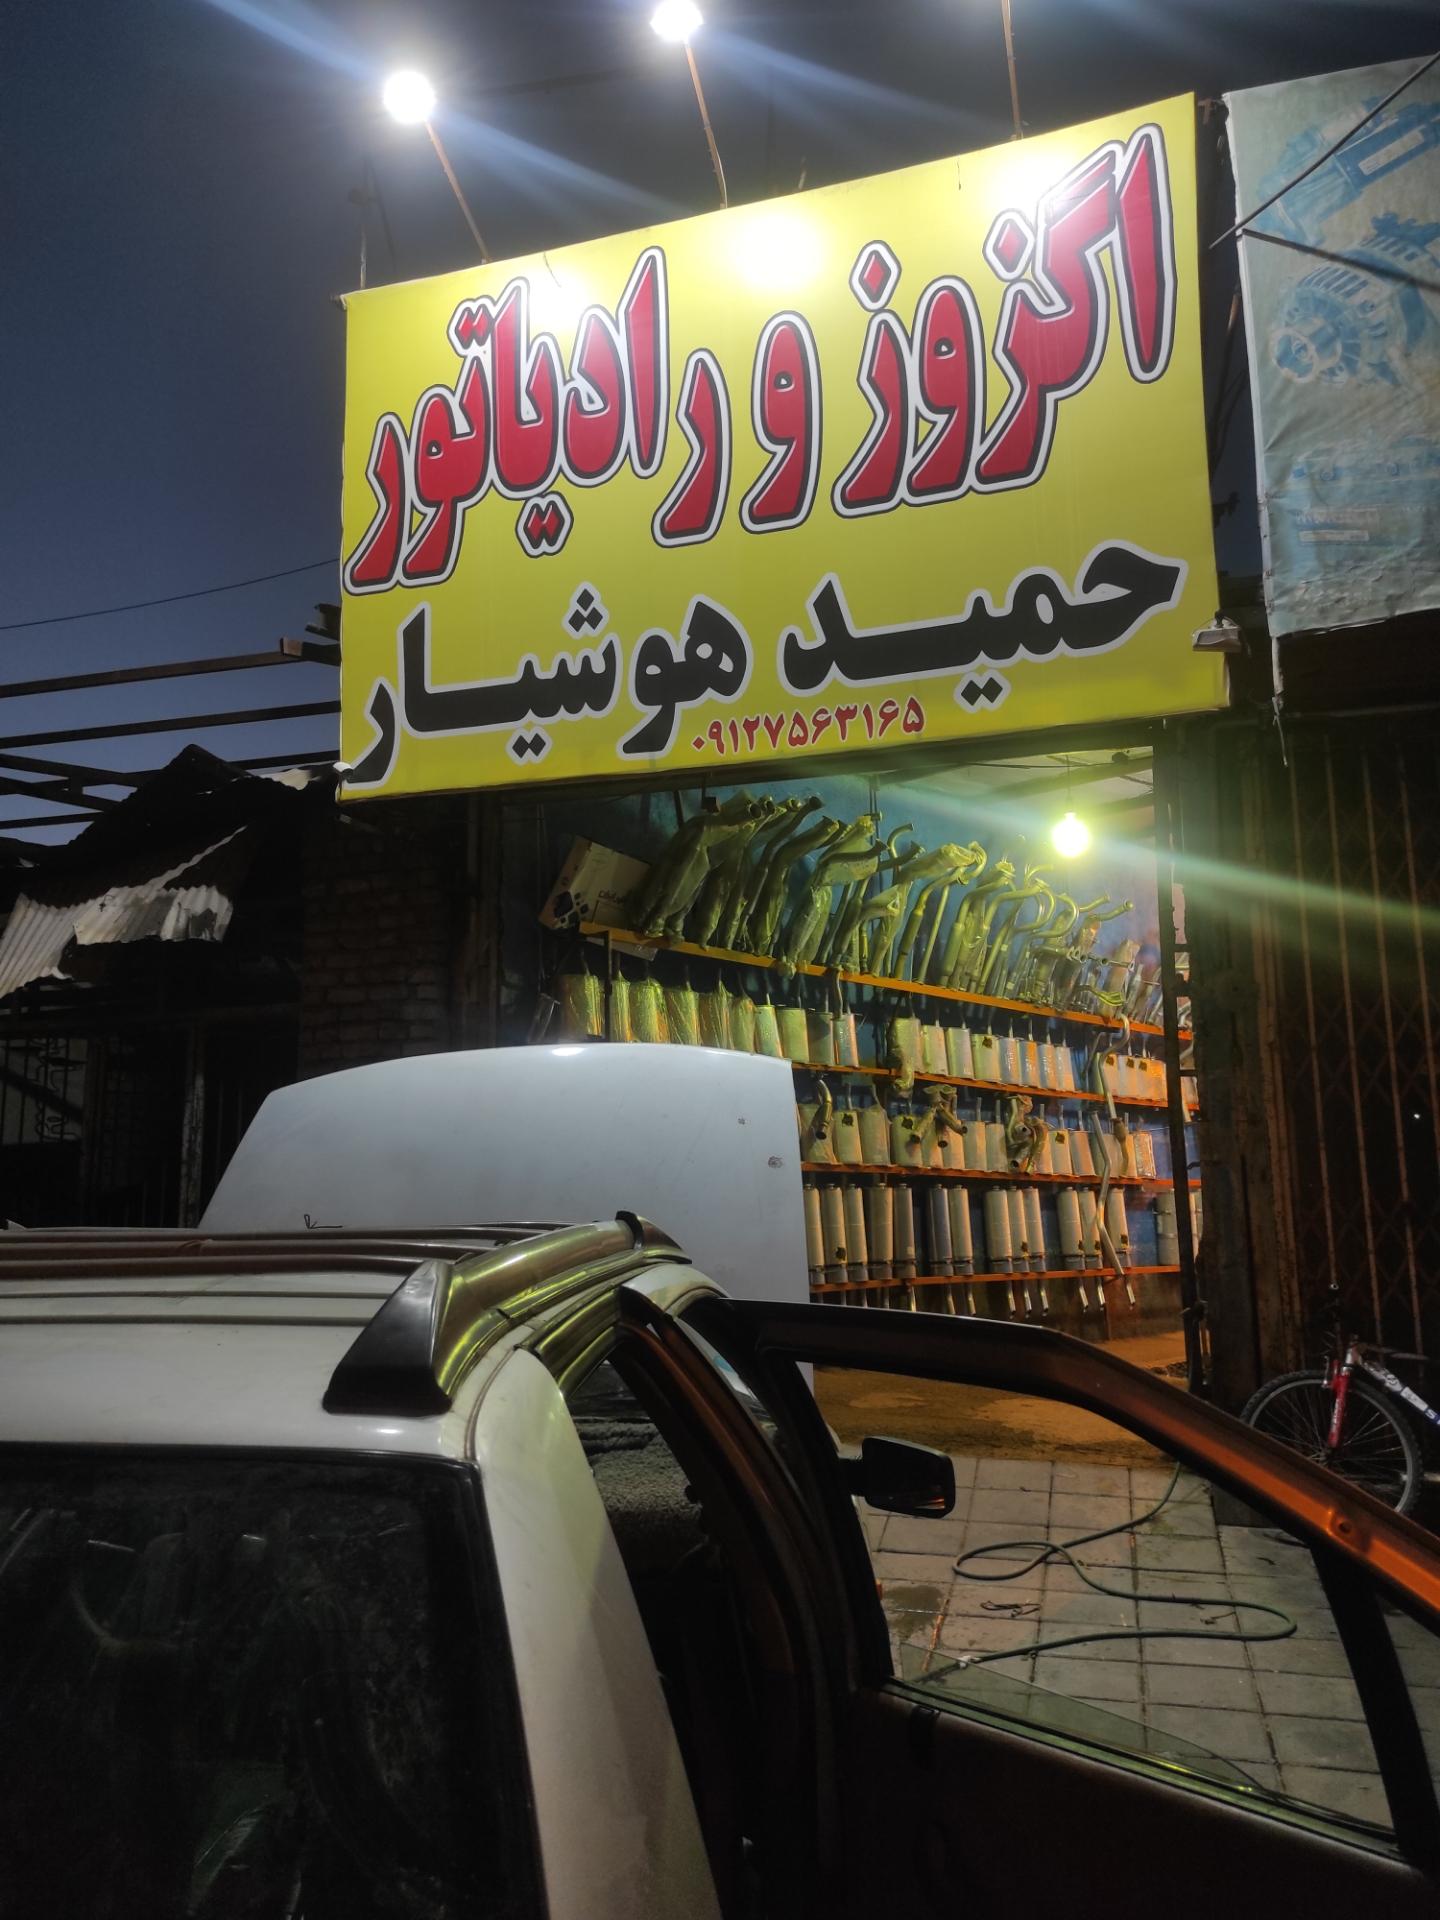 اگزوز و رادیاتور
حمید هوشیار
۰۹۱۲۷۵۶۳۱۶۵